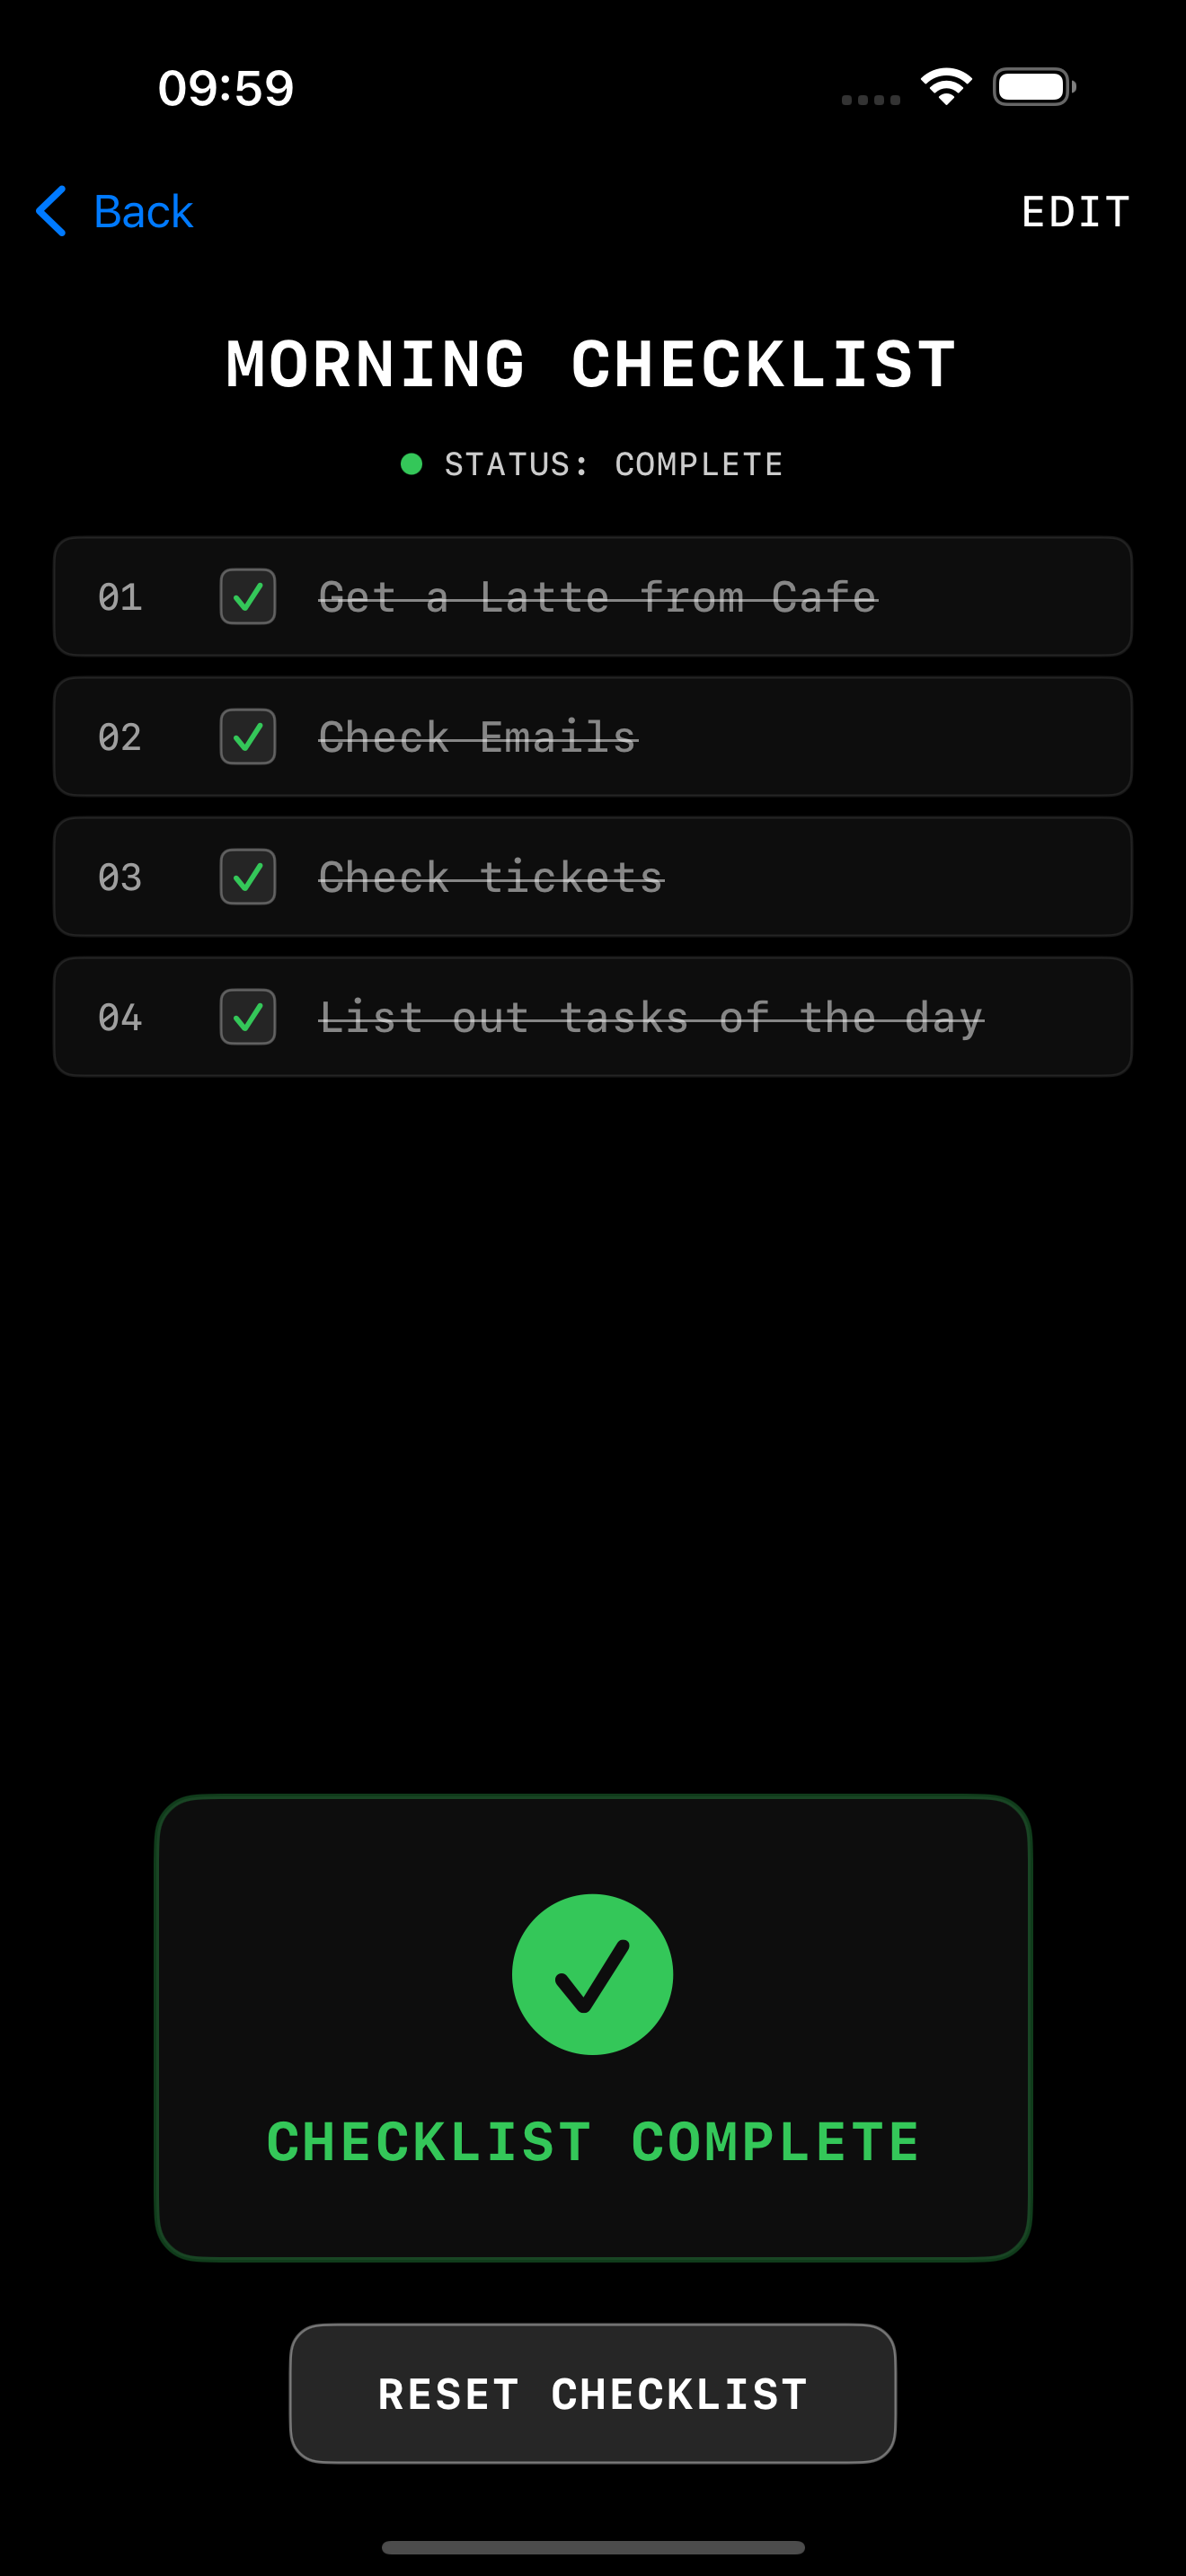 09:59
Back
EDIT
MORNING CHECKLIST
STATUS: COMPLETE
01 Get a Latte from Cafe
02 Check Emails
03 Check tickets
04 List out tasks of the day
CHECKLIST COMPLETE
RESET CHECKLIST